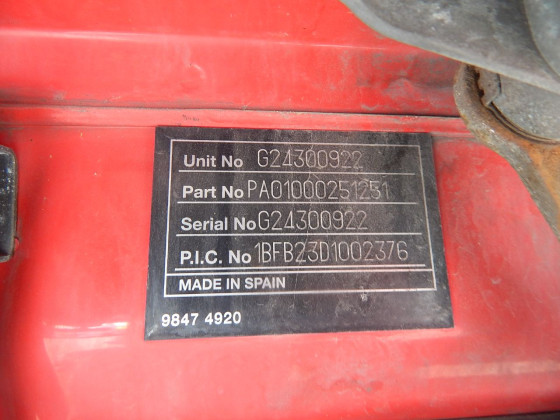 Unit No G24300922
Part No PA01000251251
Serial No G24300922
P.I.C. No 1BFB23D1002376
MADE IN SPAIN
9847 4920